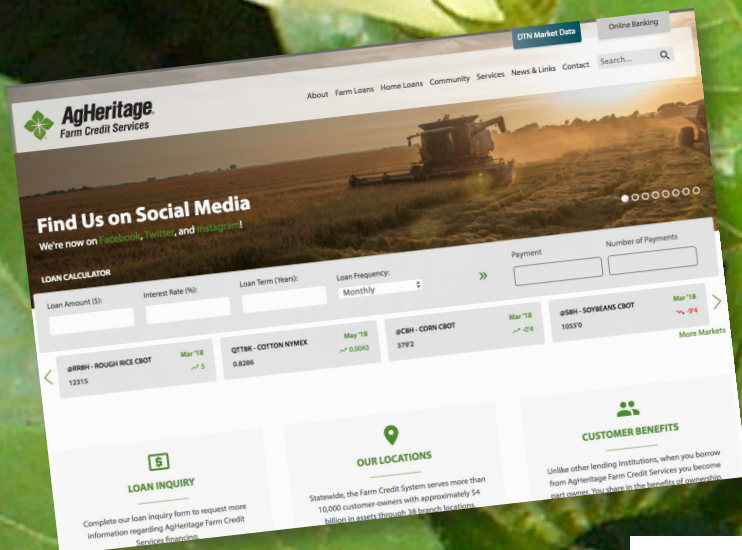 DTN Market Data
Online Banking
AgHeritage
Farm Credit Services
About Farm Loans Home Loans Community Services News & Links Contact Search...
Find Us on Social Media
We're now on Facebook, Twitter, and Instagram!
LOAN CALCULATOR
Loan Amount ($):
Interest Rate (%):
Loan Term (Years):
Loan Frequency:
Monthly
»
Payment
Number of Payments
@RR8H - ROUGH RICE CBOT
Mar '18
12315
5
QTT8K - COTTON NYMEX
May '18
0.8286
0.0043
@C8H - CORN CBOT
Mar '18
379'2
-0'4
@S8H - SOYBEANS CBOT
Mar '18
1055'0
-9'4
More Markets
LOAN INQUIRY
Complete our loan inquiry form to request more
information regarding AgHeritage Farm Credit
Services financing.
OUR LOCATIONS
Statewide, the Farm Credit System serves more than
10,000 customer-owners with approximately $4
billion in assets through 38 branch locations.
CUSTOMER BENEFITS
Unlike other lending institutions, when you borrow
from AgHeritage Farm Credit Services you become
part owner. You share in the benefits of ownership.